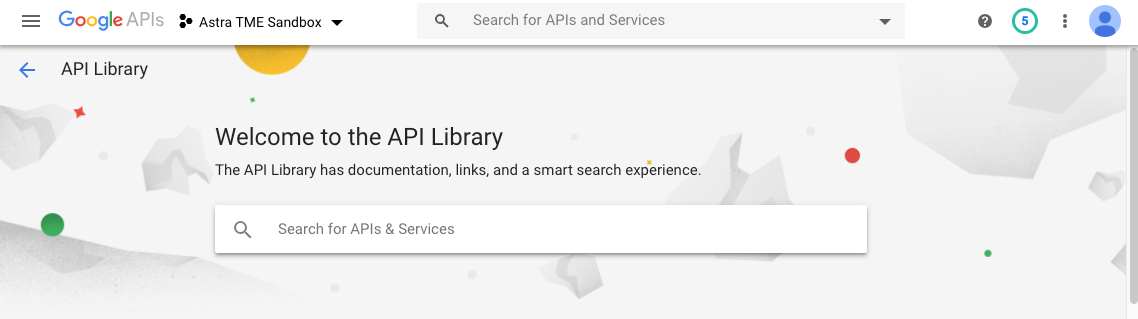 Google APIs
Astra TME Sandbox
Search for APIs and Services
5
API Library
Welcome to the API Library
The API Library has documentation, links, and a smart search experience.
Search for APIs & Services